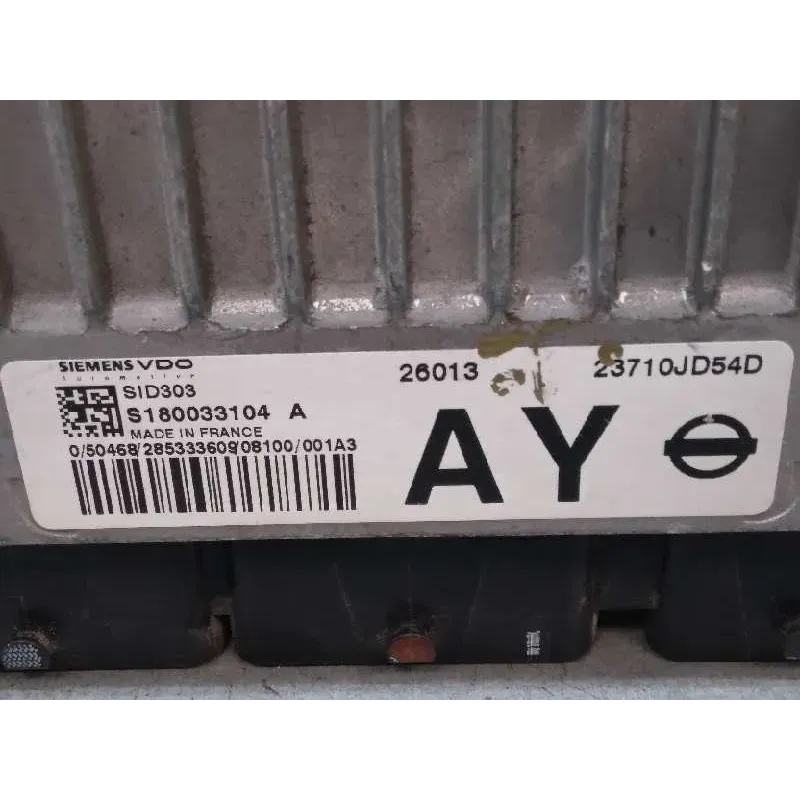 SIEMENS VDO
Automotive
SID303
S180033104 A
MADE IN FRANCE
0/50468/285333609/08100/001A3
26013
23710JD54D
AY